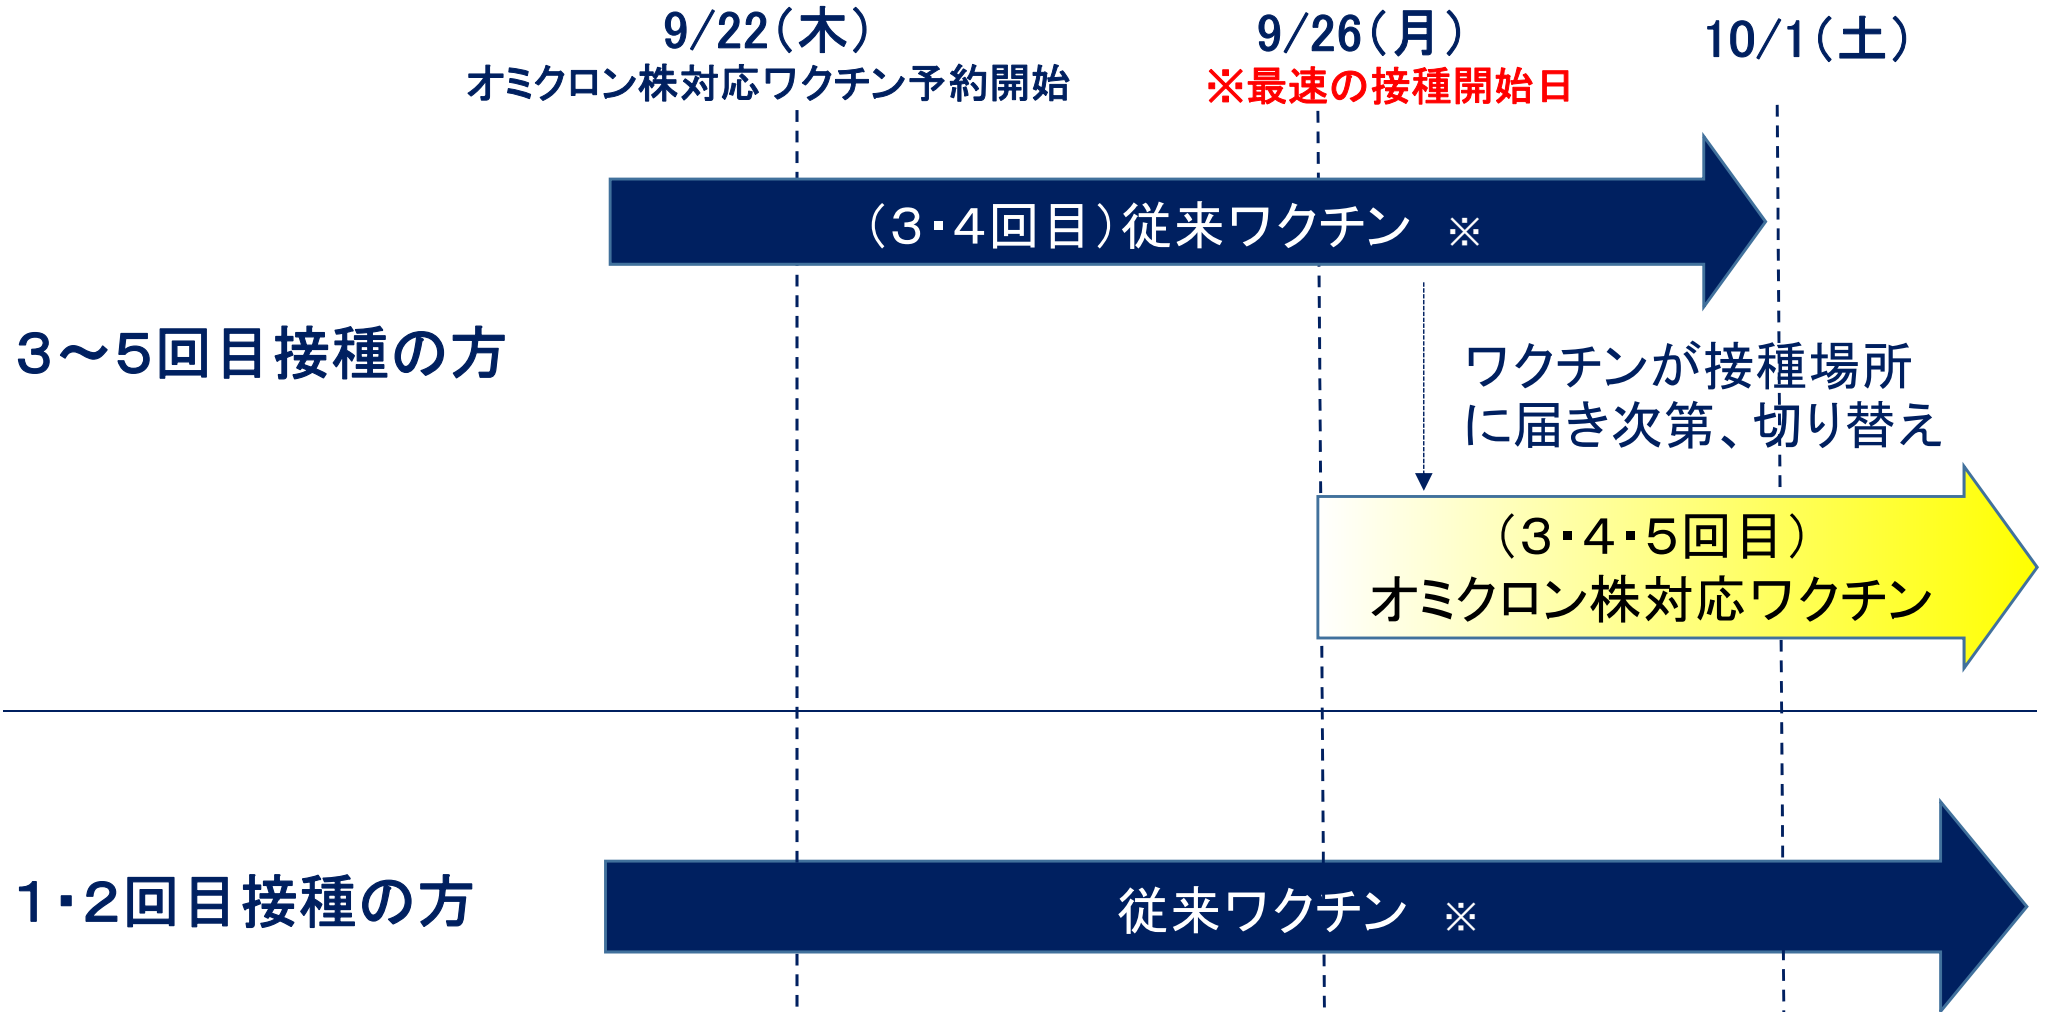 9/22(木)
オミクロン株対応ワクチン予約開始
9/26(月)
※最速の接種開始日
10/1(土)
(3・4回目)従来ワクチン ※
3～5回目接種の方
ワクチンが接種場所
に届き次第、切り替え
(3・4・5回目)
オミクロン株対応ワクチン
1・2回目接種の方
従来ワクチン ※